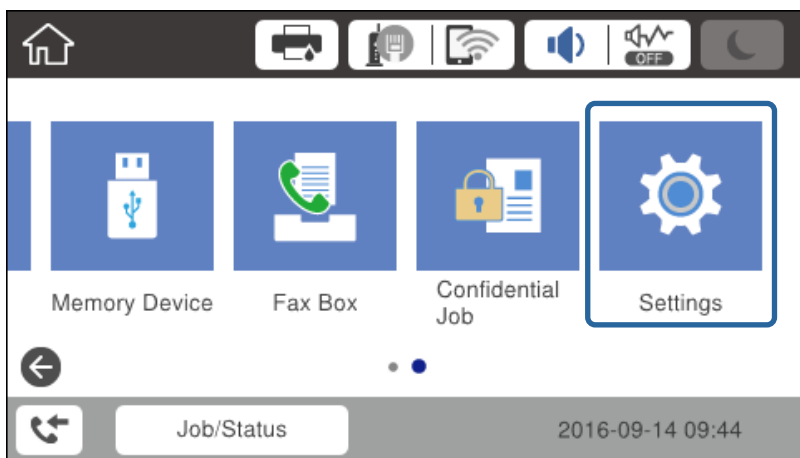 OFF
Memory Device
Fax Box
Confidential
Job
Settings
Job/Status
2016-09-14 09:44